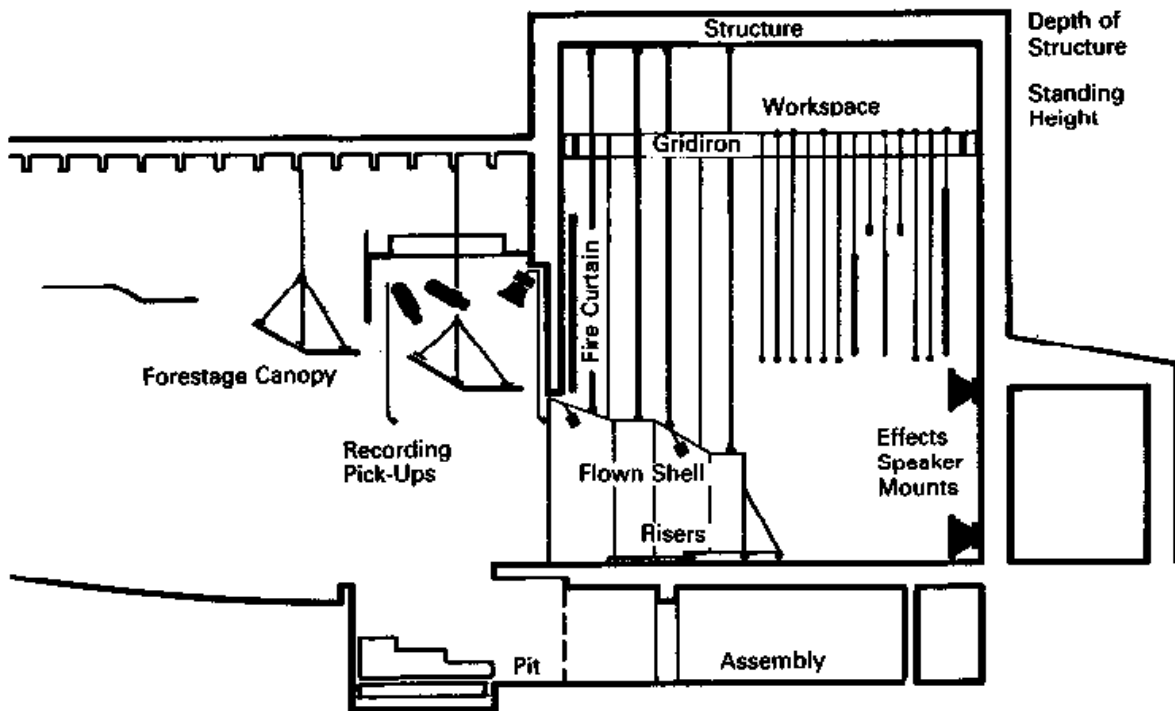 Structure
Depth of
Structure
Workspace
Standing
Height
Gridiron
Fire Curtain
Forestage Canopy
Recording
Pick-Ups
Flown Shell
Effects
Speaker
Mounts
Risers
Pit
Assembly